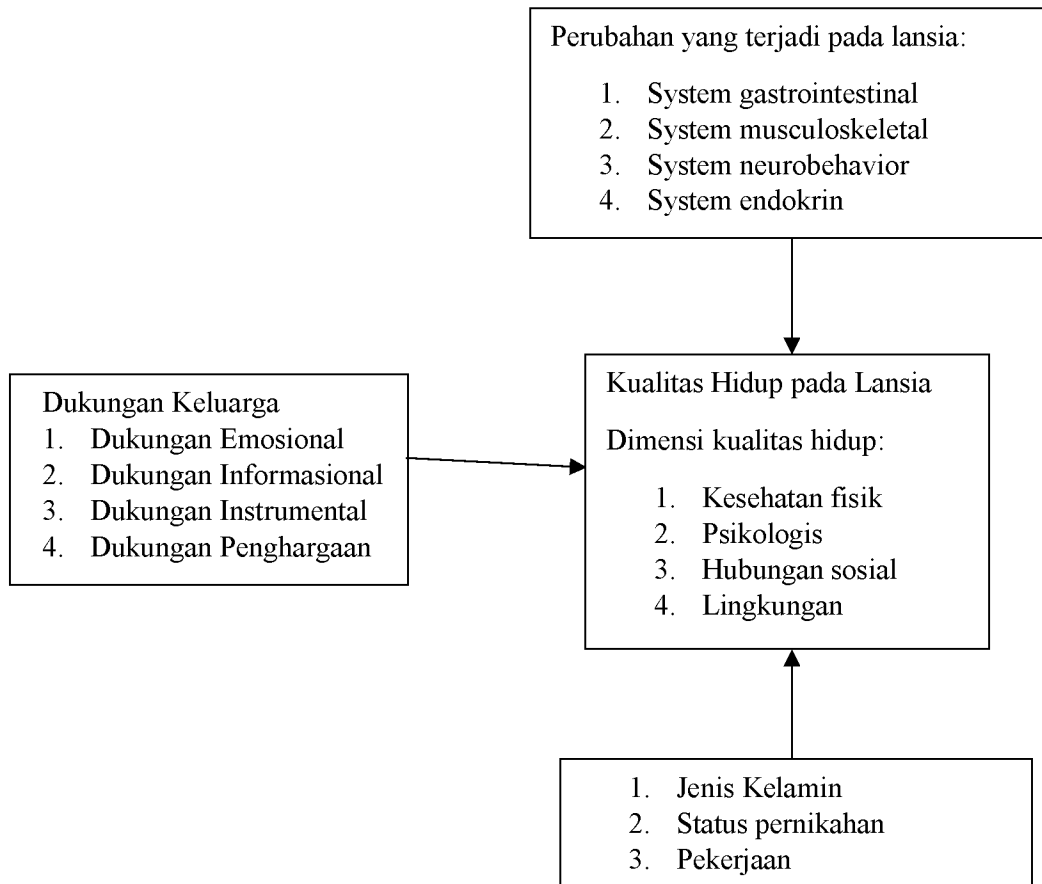 Perubahan yang terjadi pada lansia:
1. System gastrointestinal
2. System musculoskeletal
3. System neurobehavior
4. System endokrin
Dukungan Keluarga
1. Dukungan Emosional
2. Dukungan Informasional
3. Dukungan Instrumental
4. Dukungan Penghargaan
Kualitas Hidup pada Lansia
Dimensi kualitas hidup:
1. Kesehatan fisik
2. Psikologis
3. Hubungan sosial
4. Lingkungan
1. Jenis Kelamin
2. Status pernikahan
3. Pekerjaan